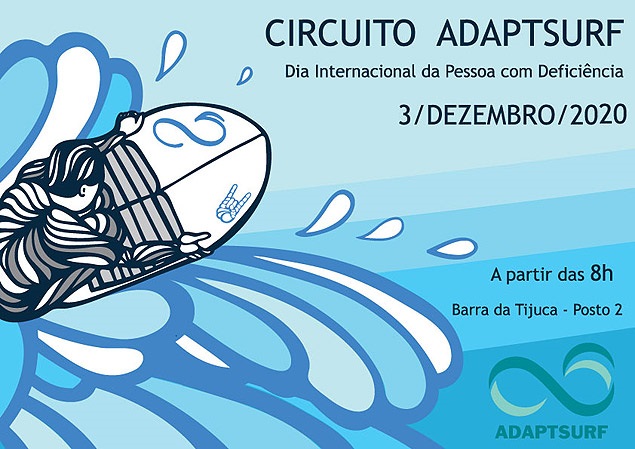 CIRCUITO ADAPTSURF
Dia Internacional da Pessoa com Deficiência
3/DEZEMBRO/2020
A partir das 8h
Barra da Tijuca - Posto 2
ADAPTSURF